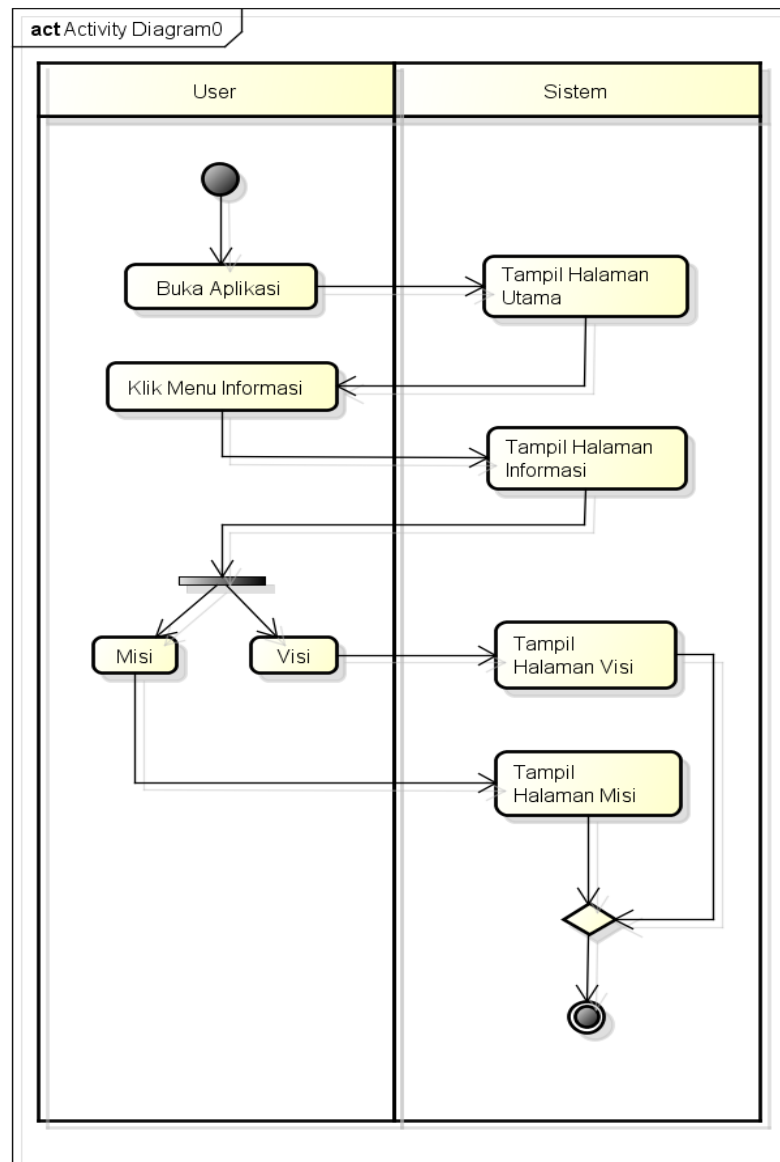 act Activity Diagram0
User
Sistem
Buka Aplikasi
Tampil Halaman
Utama
Klik Menu Informasi
Tampil Halaman
Informasi
Misi
Visi
Tampil
Halaman Visi
Tampil
Halaman Misi